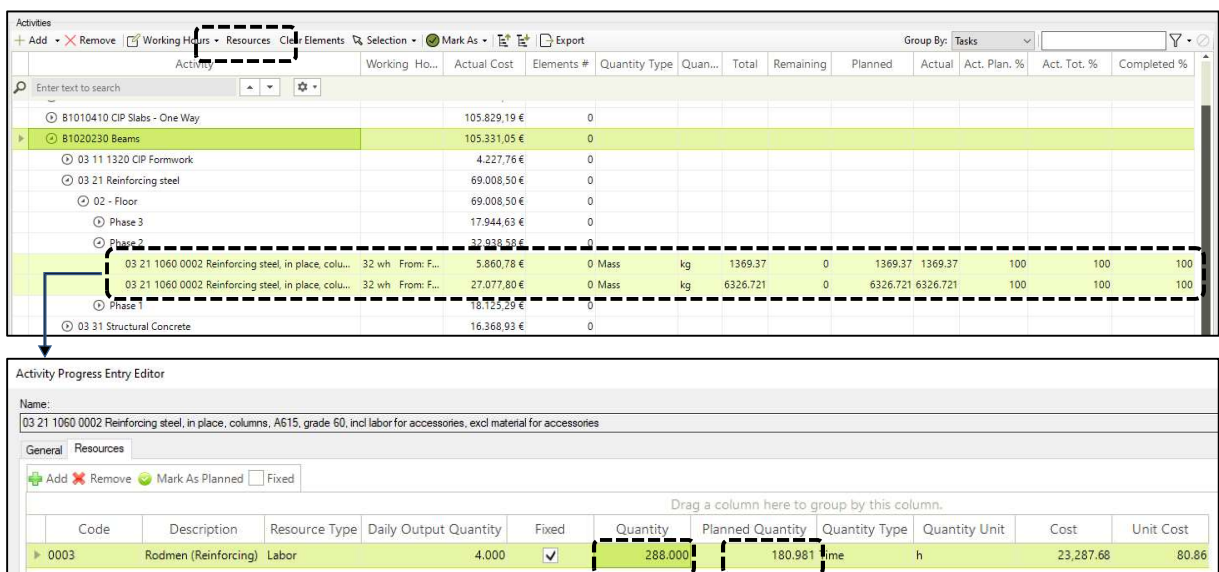 Activities
Add Remove Working Hours Resources Clear Elements Selection Mark As Export Group By: Tasks
Activity Working Ho... Actual Cost Elements # Quantity Type Quan... Total Remaining Planned Actual Act. Plan. % Act. Tot. % Completed %
Enter text to search
B1010410 CIP Slabs - One Way 105.829,19 € 0
B1020230 Beams 105.331,05 € 0
03 11 1320 CIP Formwork 4.227,76 € 0
03 21 Reinforcing steel 69.008,50 € 0
02 - Floor 69.008,50 € 0
Phase 3 17.944,63 € 0
Phase 2 32.938,58 € 0
03 21 1060 0002 Reinforcing steel, in place, colu... 32 wh From: F... 5.860,78 € 0 Mass kg 1369.37 0 1369.37 1369.37 100 100 100
03 21 1060 0002 Reinforcing steel, in place, colu... 32 wh From: F... 27.077,80 € 0 Mass kg 6326.721 0 6326.721 6326.721 100 100 100
Phase 1 18.125,29 € 0
03 31 Structural Concrete 16.368,93 € 0
Activity Progress Entry Editor
Name:
03 21 1060 0002 Reinforcing steel, in place, columns, A615, grade 60, incl labor for accessories, excl material for accessories
General Resources
Add Remove Mark As Planned Fixed
Drag a column here to group by this column.
Code Description Resource Type Daily Output Quantity Fixed Quantity Planned Quantity Quantity Type Quantity Unit Cost Unit Cost
0003 Rodmen (Reinforcing) Labor 4.000 288.000 180.981 Time h 23,287.68 80.86